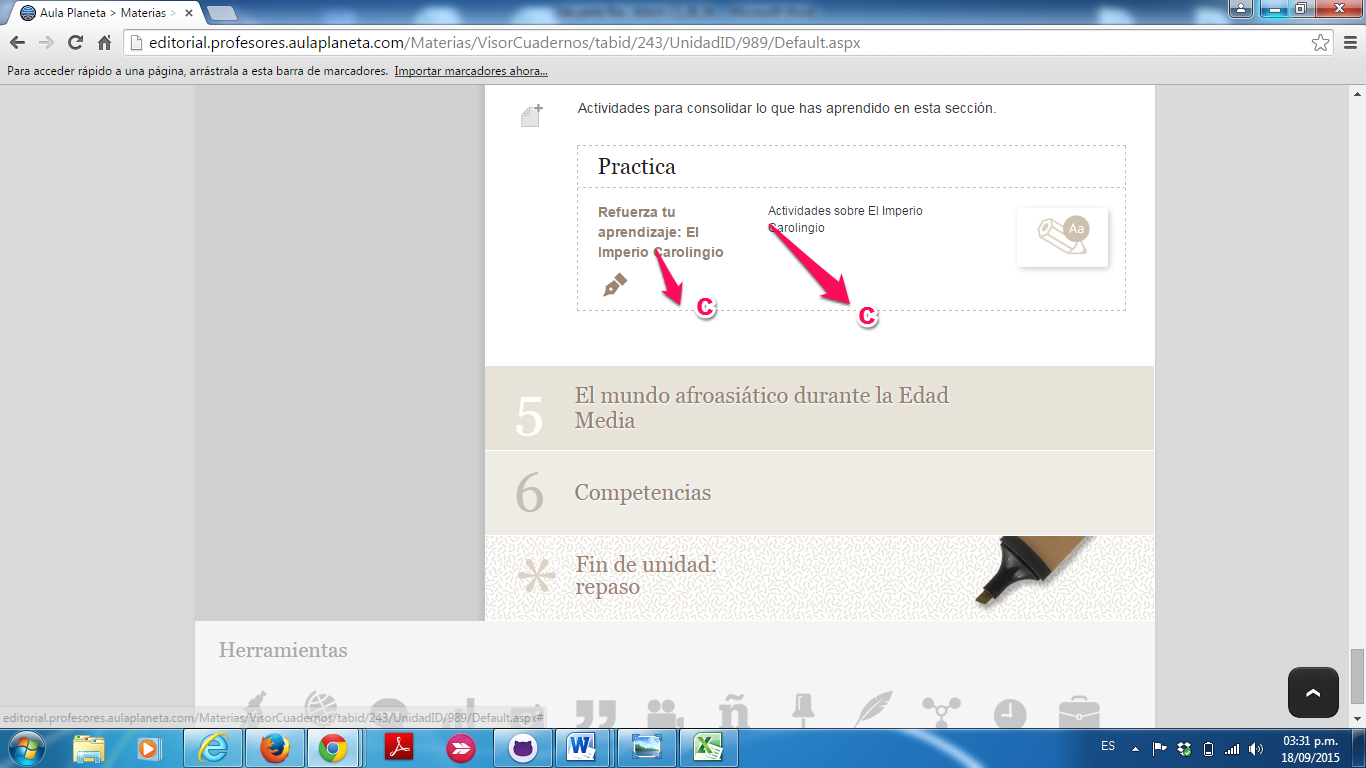 Aula Planeta > Materias >
editorial.profesores.aulaplaneta.com/Materias/VisorCuadernos/tabid/243/UnidadID/989/Default.aspx
Para acceder rápido a una página, arrástrala a esta barra de marcadores. Importar marcadores ahora...
Actividades para consolidar lo que has aprendido en esta sección.
Practica
Refuerza tu
aprendizaje: El
Imperio Carolingio
Actividades sobre El Imperio
Carolingio
Aa
C
C
5
El mundo afroasiático durante la Edad
Media
6
Competencias
Fin de unidad:
repaso
Herramientas
ñ
editorial.profesores.aulaplaneta.com/Materias/VisorCuadernos/tabid/243/UnidadID/989/Default.aspx#
ES
03:31 p.m.
18/09/2015